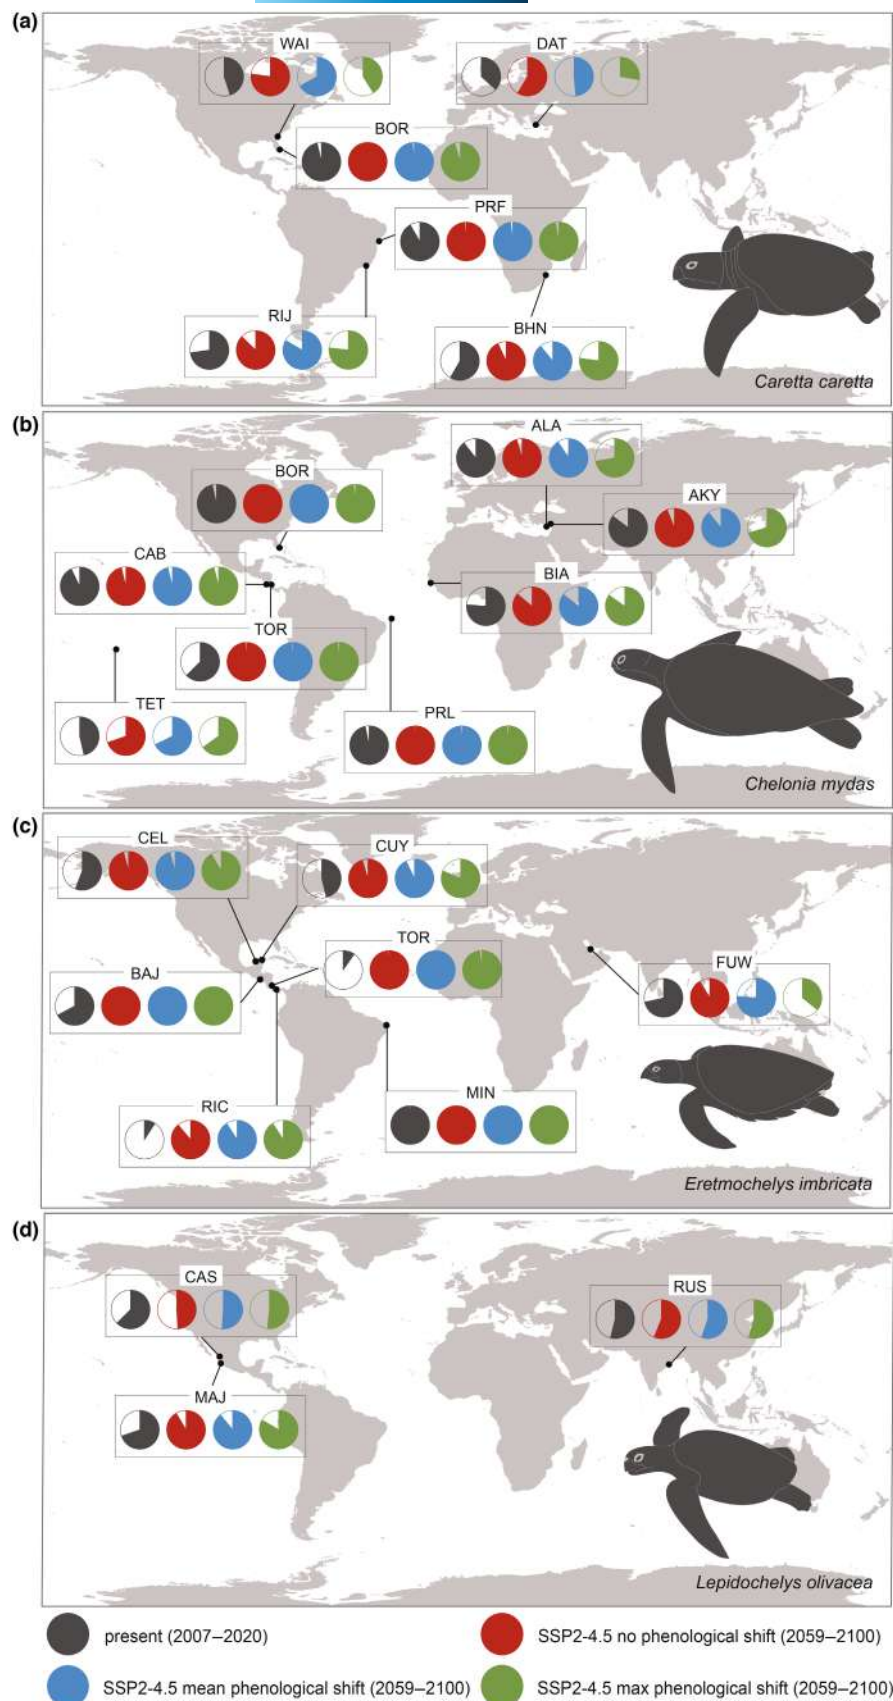 (a)
WAI
DAT
BOR
PRF
RIJ
BHN
Caretta caretta
(b)
ALA
BOR
AKY
CAB
BIA
TOR
TET
PRL
Chelonia mydas
(c)
CEL
CUY
TOR
FUW
BAJ
RIC
MIN
Eretmochelys imbricata
(d)
CAS
RUS
MAJ
Lepidochelys olivacea
present (2007–2020)
SSP2-4.5 no phenological shift (2059–2100)
SSP2-4.5 mean phenological shift (2059–2100)
SSP2-4.5 max phenological shift (2059–2100)